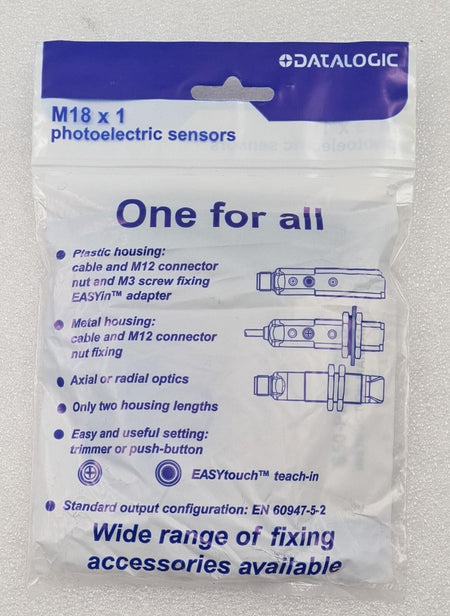 DATALOGIC
M18 x 1
photoelectric sensors
One for all
Plastic housing:
cable and M12 connector
nut and M3 screw fixing
EASYin™ adapter
Metal housing:
cable and M12 connector
nut fixing
Axial or radial optics
Only two housing lengths
Easy and useful setting:
trimmer or push-button
EASYtouch™ teach-in
Standard output configuration: EN 60947-5-2
Wide range of fixing
accessories available